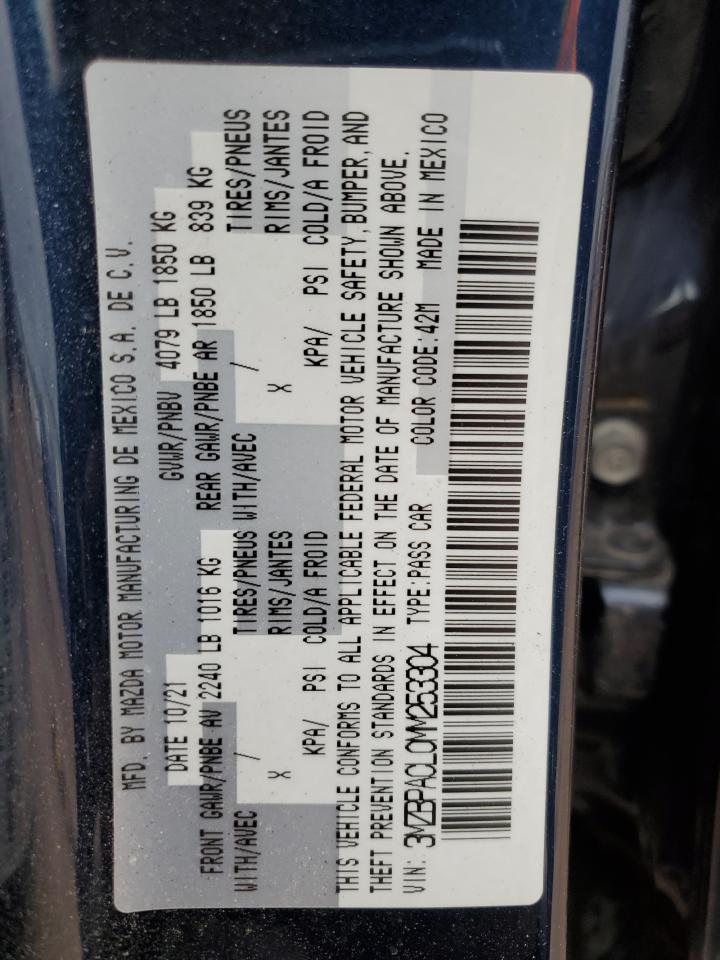 MFD. BY MAZDA MOTOR MANUFACTURING DE MEXICO S.A. DE C.V.
DATE 10/21 GVWR/PNBV 4079 LB 1850 KG
FRONT GAWR/PNBE AV 2240 LB 1016 KG REAR GAWR/PNBE AR 1850 LB 839 KG
WITH/AVEC / TIRES/PNEUS WITH/AVEC / TIRES/PNEUS
X RIMS/JANTES X RIMS/JANTES
KPA/ PSI COLD/A FROID KPA/ PSI COLD/A FROID
THIS VEHICLE CONFORMS TO ALL APPLICABLE FEDERAL MOTOR VEHICLE SAFETY, BUMPER, AND
THEFT PREVENTION STANDARDS IN EFFECT ON THE DATE OF MANUFACTURE SHOWN ABOVE.
VIN: 3MZBPACL0MM253304 TYPE:PASS CAR COLOR CODE:42M MADE IN MEXICO